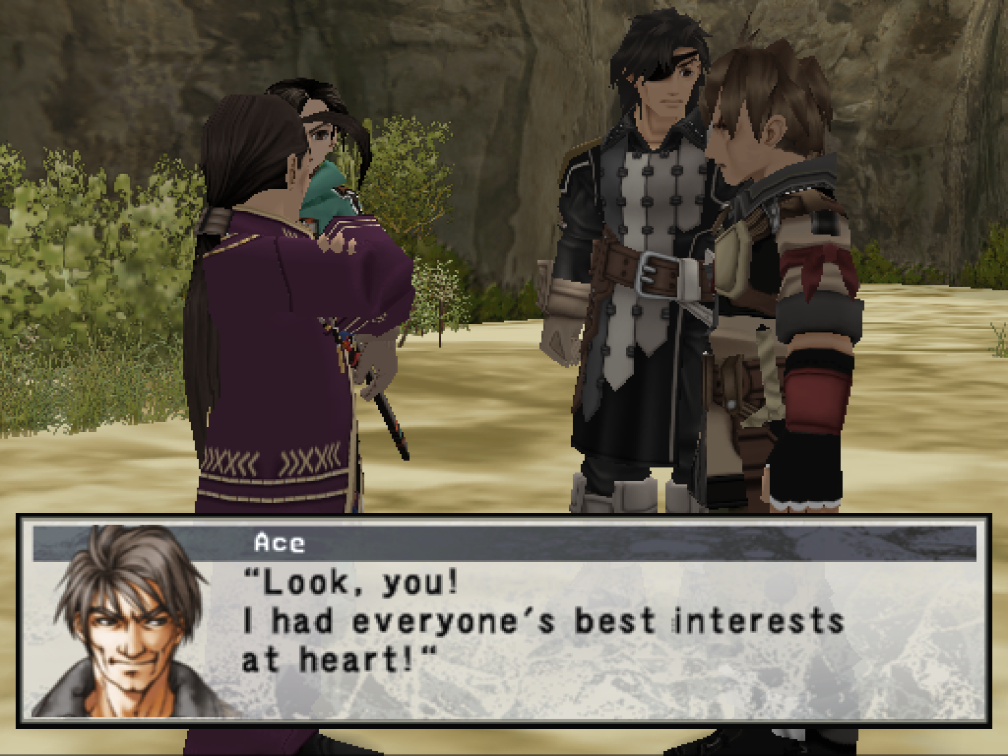 Ace
“Look, you!
I had everyone's best interests
at heart!“